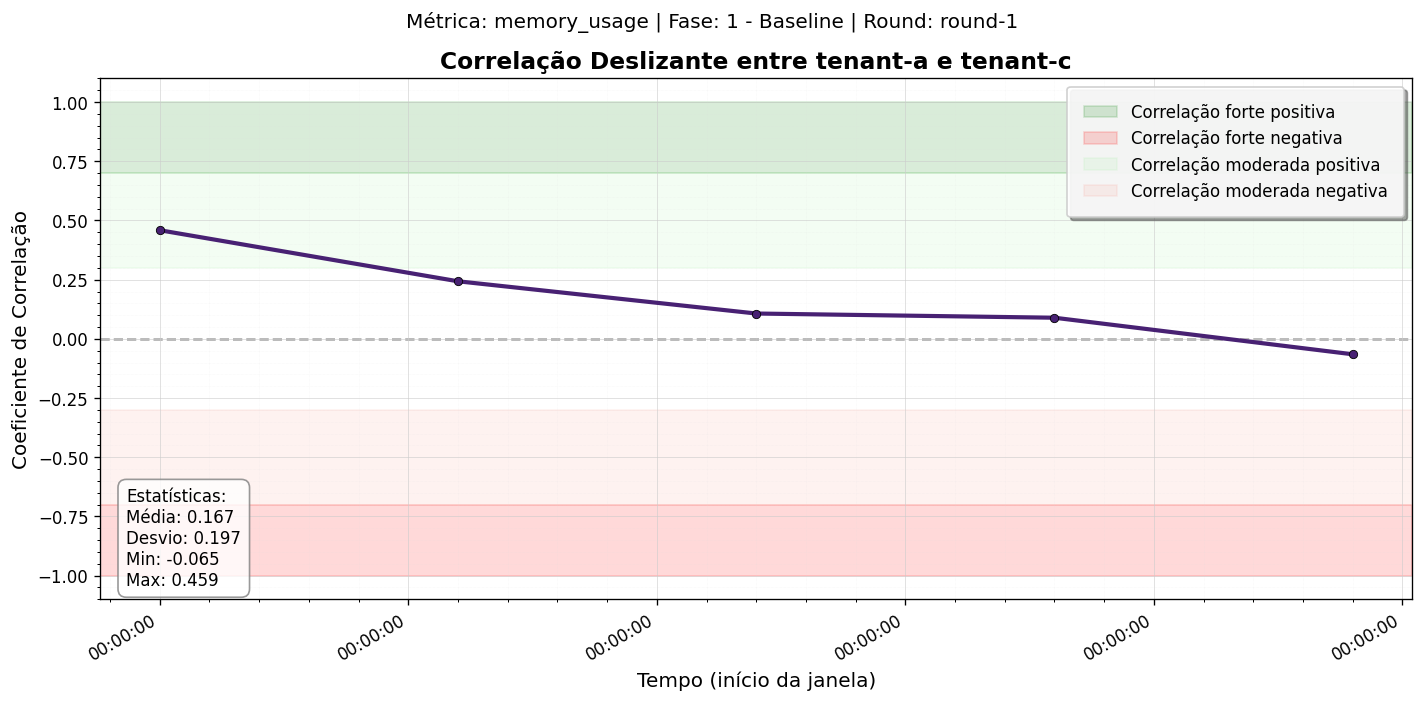 Métrica: memory_usage | Fase: 1 - Baseline | Round: round-1
Correlação Deslizante entre tenant-a e tenant-c
Coeficiente de Correlação
1.00
0.75
0.50
0.25
0.00
−0.25
−0.50
−0.75
−1.00
Correlação forte positiva
Correlação forte negativa
Correlação moderada positiva
Correlação moderada negativa
Estatísticas:
Média: 0.167
Desvio: 0.197
Min: -0.065
Max: 0.459
00:00:00
00:00:00
00:00:00
00:00:00
00:00:00
00:00:00
Tempo (início da janela)